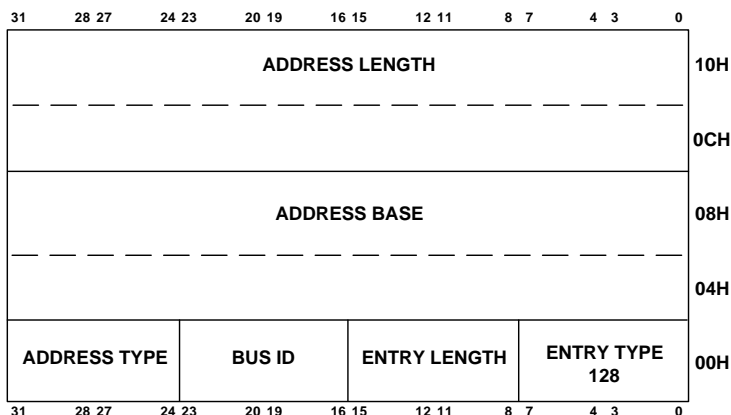 31 28 27 24 23 20 19 16 15 12 11 8 7 4 3 0
ADDRESS LENGTH 10H
0CH
ADDRESS BASE 08H
04H
ADDRESS TYPE BUS ID ENTRY LENGTH ENTRY TYPE 128 00H
31 28 27 24 23 20 19 16 15 12 11 8 7 4 3 0